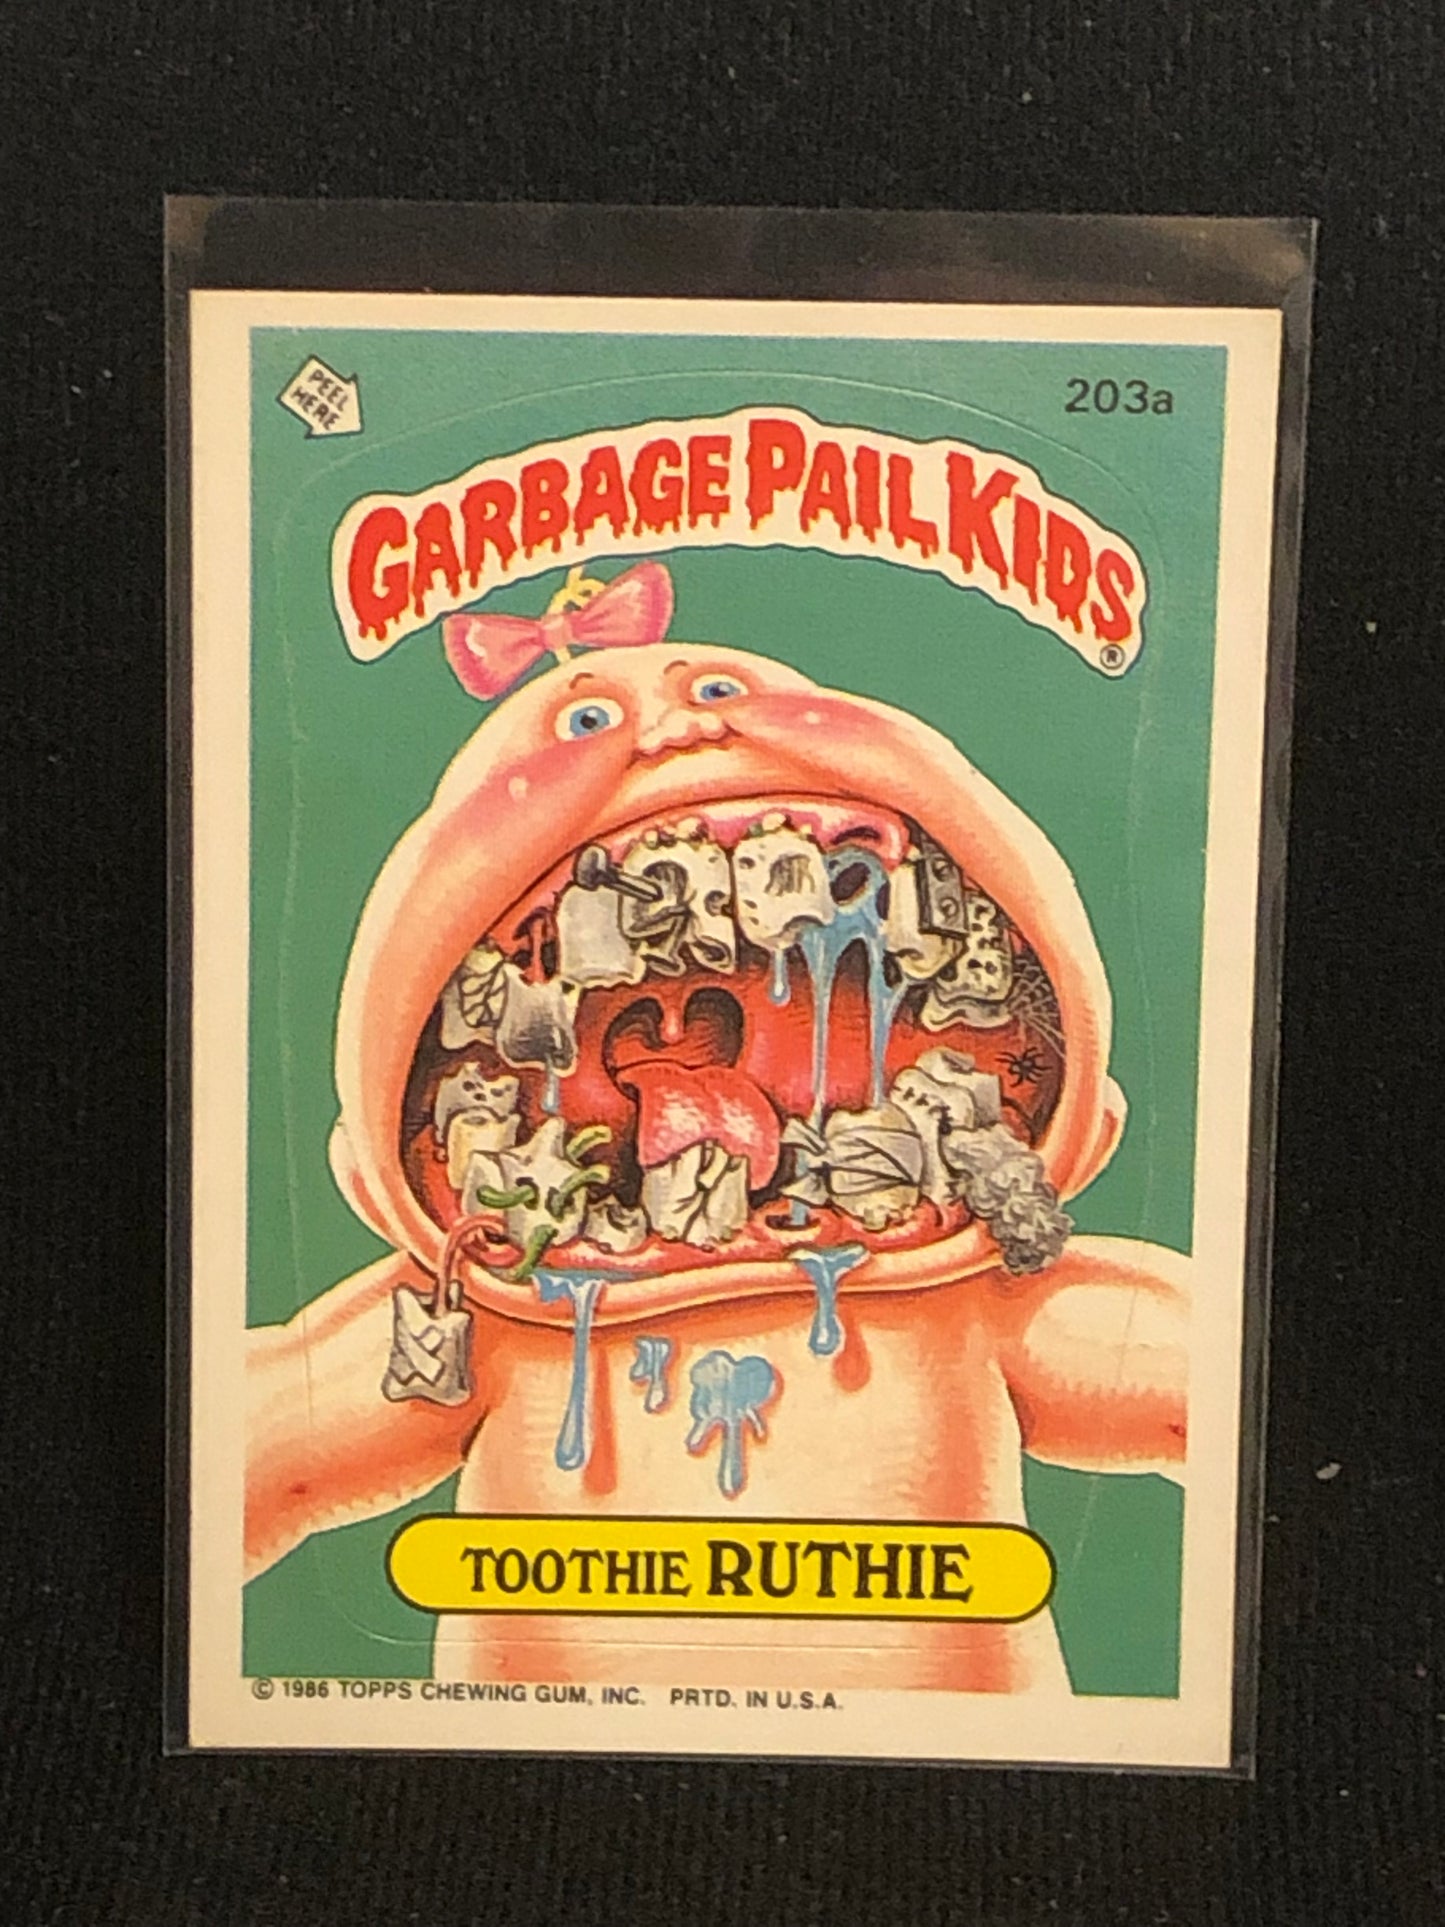 PEEL
HERE
203a
GARBAGE PAIL KIDS
®
TOOTHIE RUTHIE
© 1986 TOPPS CHEWING GUM, INC. PRTD. IN U.S.A.